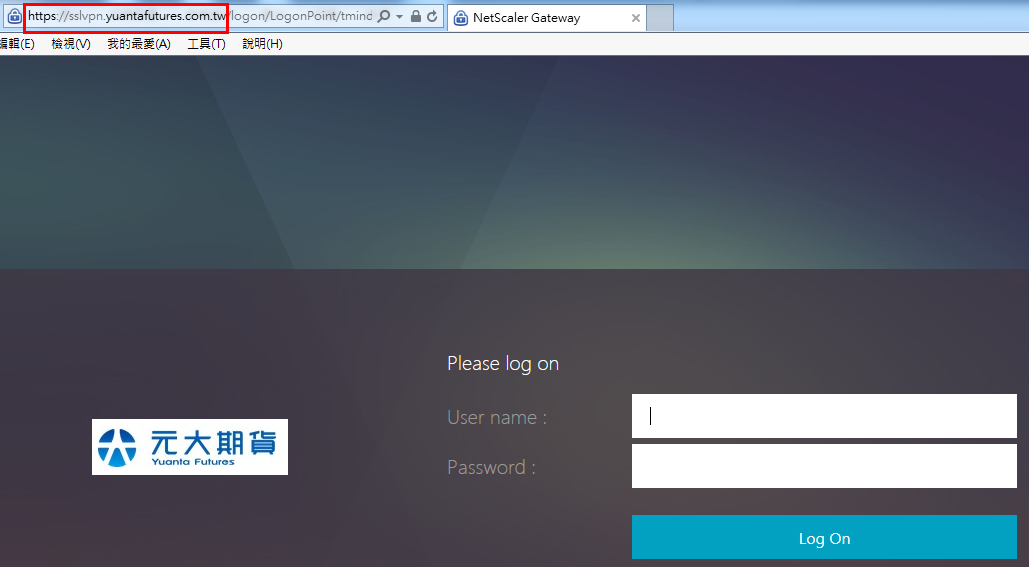 https://sslvpn.yuantafutures.com.tw/logon/LogonPoint/tmind
NetScaler Gateway
編輯(E) 檢視(V) 我的最愛(A) 工具(T) 說明(H)
Please log on
User name :
Password :
元大期貨
Yuanta Futures
Log On